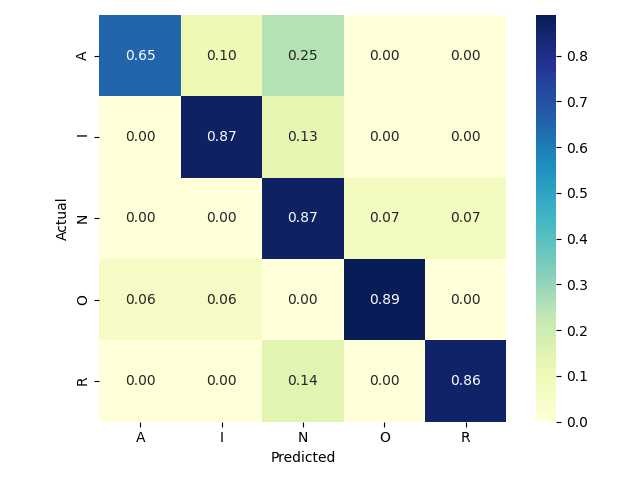 A 0.65 0.10 0.25 0.00 0.00
I 0.00 0.87 0.13 0.00 0.00
N 0.00 0.00 0.87 0.07 0.07
O 0.06 0.06 0.00 0.89 0.00
R 0.00 0.00 0.14 0.00 0.86
A I N O R
Predicted
Actual
0.8
0.7
0.6
0.5
0.4
0.3
0.2
0.1
0.0